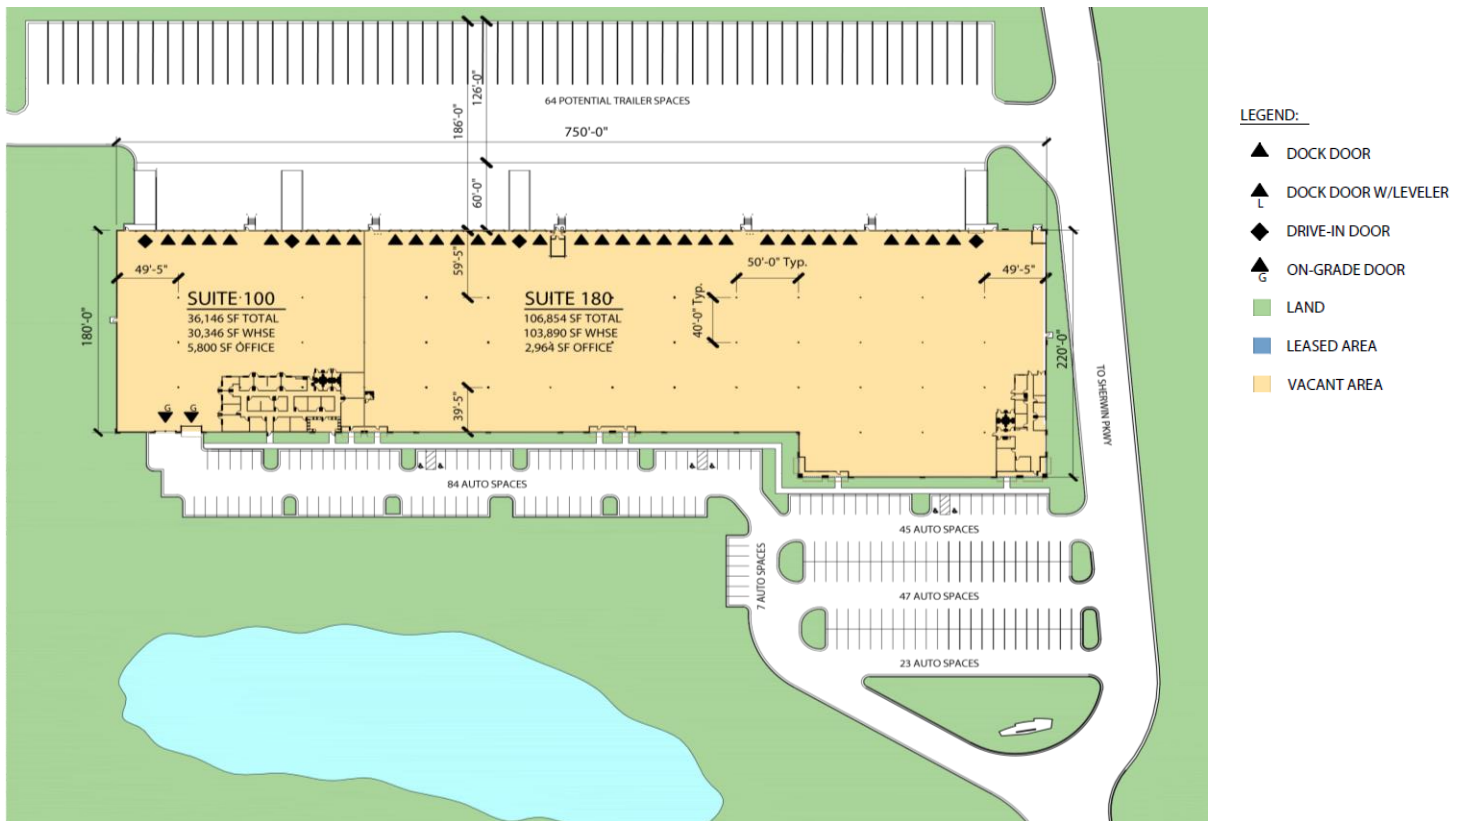 64 POTENTIAL TRAILER SPACES
126'-0"
186'-0"
750'-0"
60'-0"
59'-5"
49'-5"
50'-0" Typ.
49'-5"
SUITE 100
36,146 SF TOTAL
30,346 SF WHSE
5,800 SF OFFICE
SUITE 180
106,854 SF TOTAL
103,890 SF WHSE
2,964 SF OFFICE
40'-0" Typ.
180'-0"
220'-0"
39'-5"
G
G
TO SHERWIN PKWY
84 AUTO SPACES
45 AUTO SPACES
7 AUTO SPACES
47 AUTO SPACES
23 AUTO SPACES
LEGEND:
DOCK DOOR
DOCK DOOR W/LEVELER
L
DRIVE-IN DOOR
ON-GRADE DOOR
G
LAND
LEASED AREA
VACANT AREA